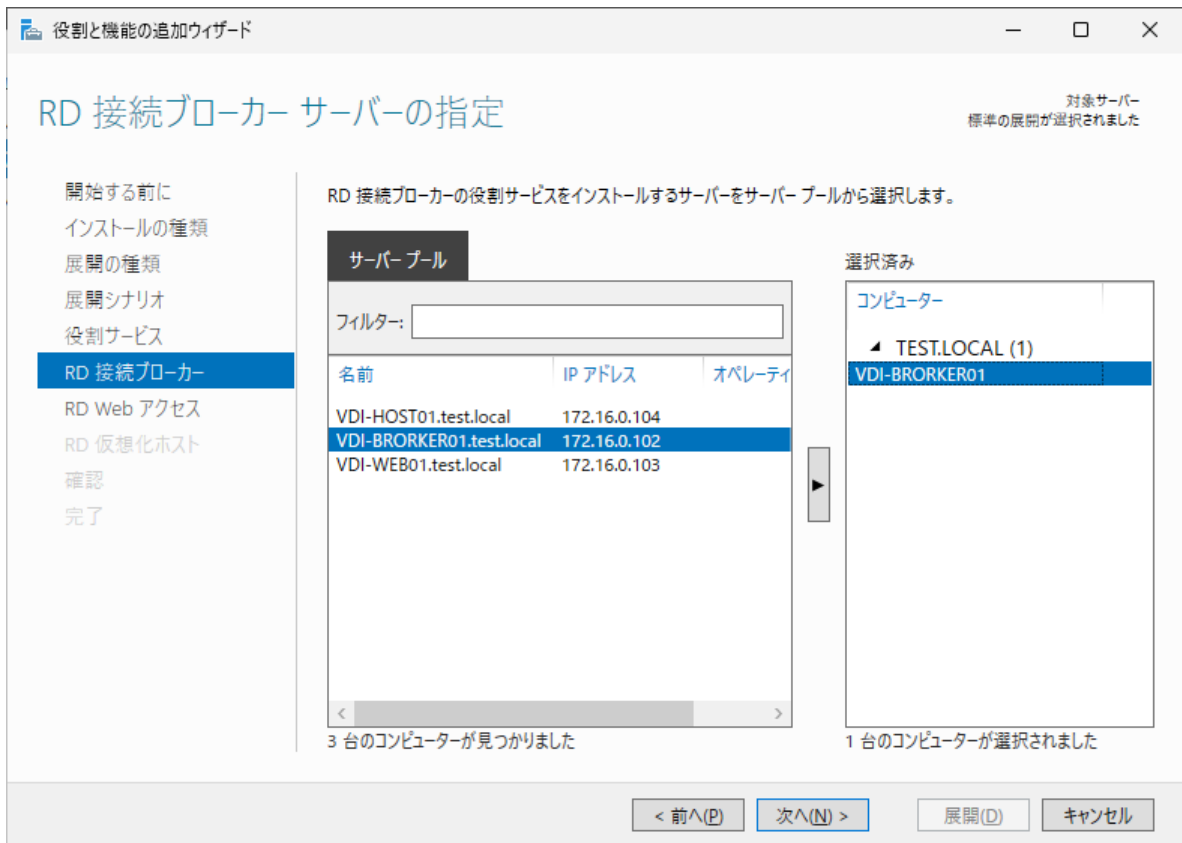 役割と機能の追加ウィザード
RD 接続ブローカー サーバーの指定
対象サーバー
標準の展開が選択されました
開始する前に
インストールの種類
展開の種類
展開シナリオ
役割サービス
RD 接続ブローカー
RD Web アクセス
RD 仮想化ホスト
確認
完了
RD 接続ブローカーの役割サービスをインストールするサーバーをサーバー プールから選択します。
サーバー プール
フィルター:
名前 IP アドレス オペレーティ
VDI-HOST01.test.local 172.16.0.104
VDI-BRORKER01.test.local 172.16.0.102
VDI-WEB01.test.local 172.16.0.103
3 台のコンピューターが見つかりました
選択済み
コンピューター
TEST.LOCAL (1)
VDI-BRORKER01
1 台のコンピューターが選択されました
< 前へ(P) 次へ(N) > 展開(D) キャンセル